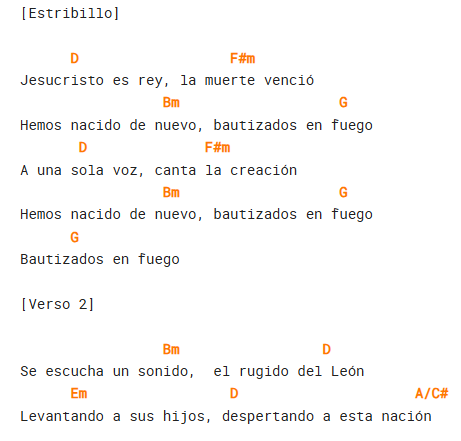 [Estribillo]
      D                  F#m
Jesucristo es rey, la muerte venció
                 Bm                   G
Hemos nacido de nuevo, bautizados en fuego
       D              F#m
A una sola voz, canta la creación
                 Bm                   G
Hemos nacido de nuevo, bautizados en fuego
      G
Bautizados en fuego
[Verso 2]
                 Bm                 D
Se escucha un sonido,  el rugido del León
      Em                 D                     A/C#
Levantando a sus hijos, despertando a esta nación